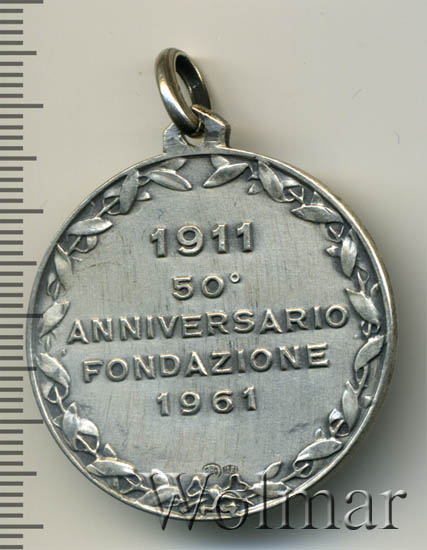 1911
50°
ANNIVERSARIO
FONDAZIONE
1961
Wolmar